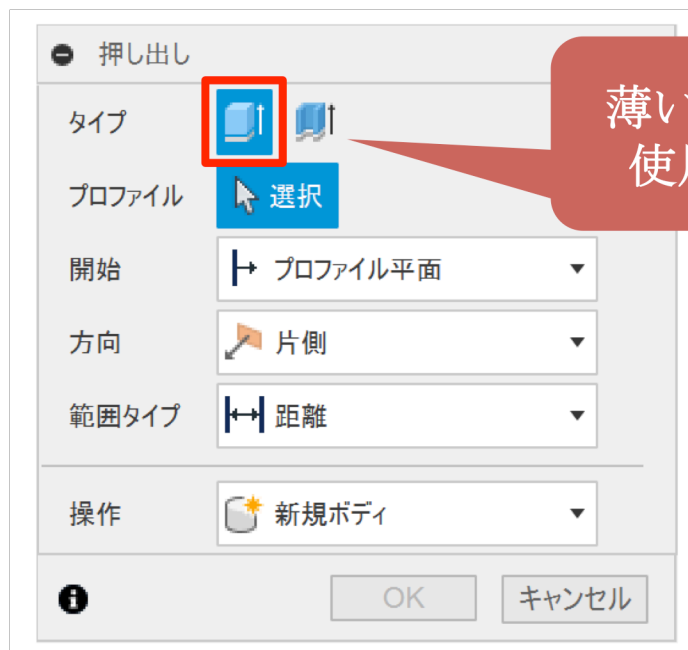 押し出し
タイプ
薄い
使
プロファイル 選択
開始 プロファイル平面
方向 片側
範囲タイプ 距離
操作 新規ボディ
OK キャンセル